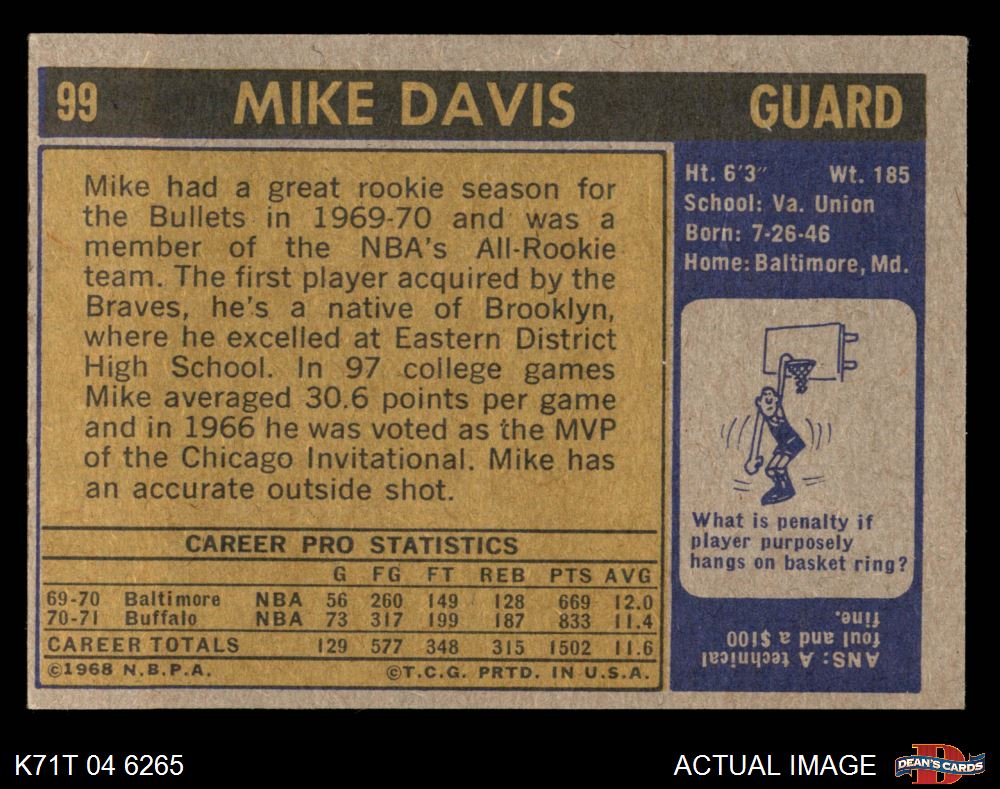 99 MIKE DAVIS GUARD
Mike had a great rookie season for
the Bullets in 1969-70 and was a
member of the NBA's All-Rookie
team. The first player acquired by the
Braves, he's a native of Brooklyn,
where he excelled at Eastern District
High School. In 97 college games
Mike averaged 30.6 points per game
and in 1966 he was voted as the MVP
of the Chicago Invitational. Mike has
an accurate outside shot.
CAREER PRO STATISTICS
G FG FT REB PTS AVG
69-70 Baltimore NBA 56 260 149 128 669 12.0
70-71 Buffalo NBA 73 317 199 187 833 11.4
CAREER TOTALS 129 577 348 315 1502 11.6
©1968 N.B.P.A. ©T.C.G. PRTD. IN U.S.A.
Ht. 6'3" Wt. 185
School: Va. Union
Born: 7-26-46
Home: Baltimore, Md.
What is penalty if
player purposely
hangs on basket ring?
ANS: A technical
foul and a $100
fine.
K71T 04 6265 ACTUAL IMAGE
D
DEAN'S CARDS